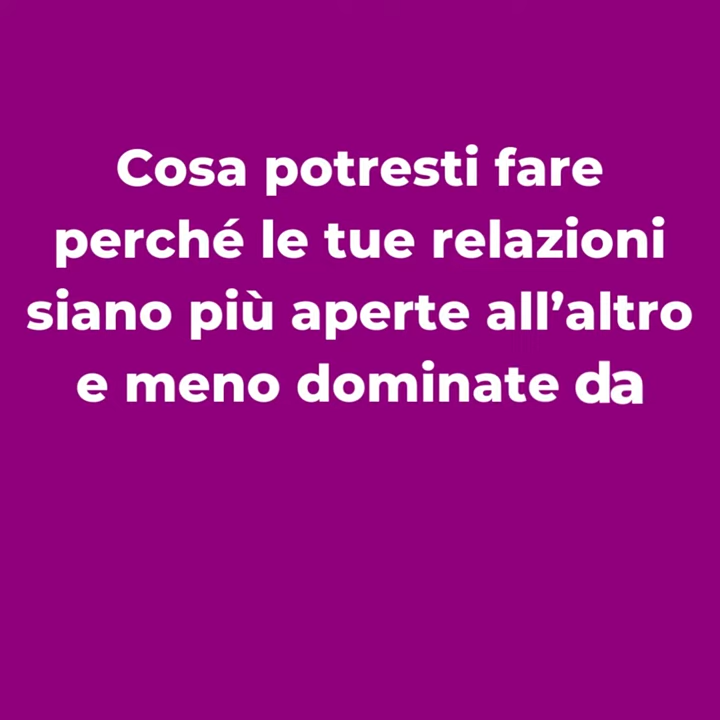 Cosa potresti fare
perché le tue relazioni
siano più aperte all’altro
e meno dominate da